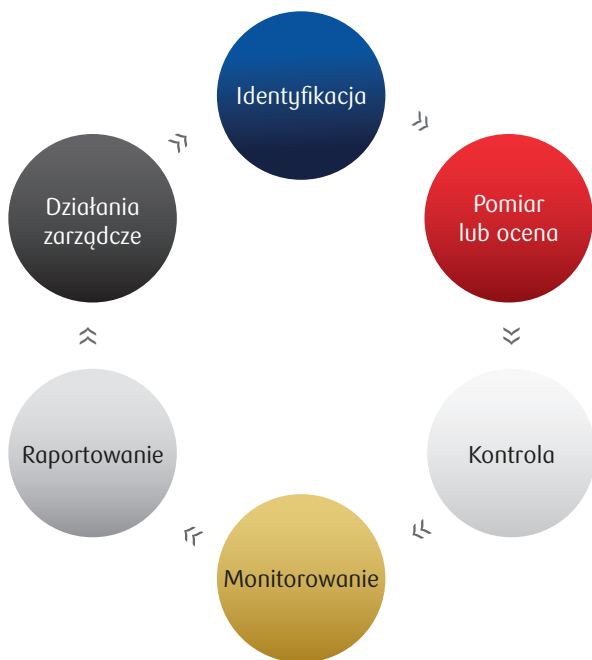 Identyfikacja
Pomiar
lub ocena
Kontrola
Monitorowanie
Raportowanie
Działania
zarządcze